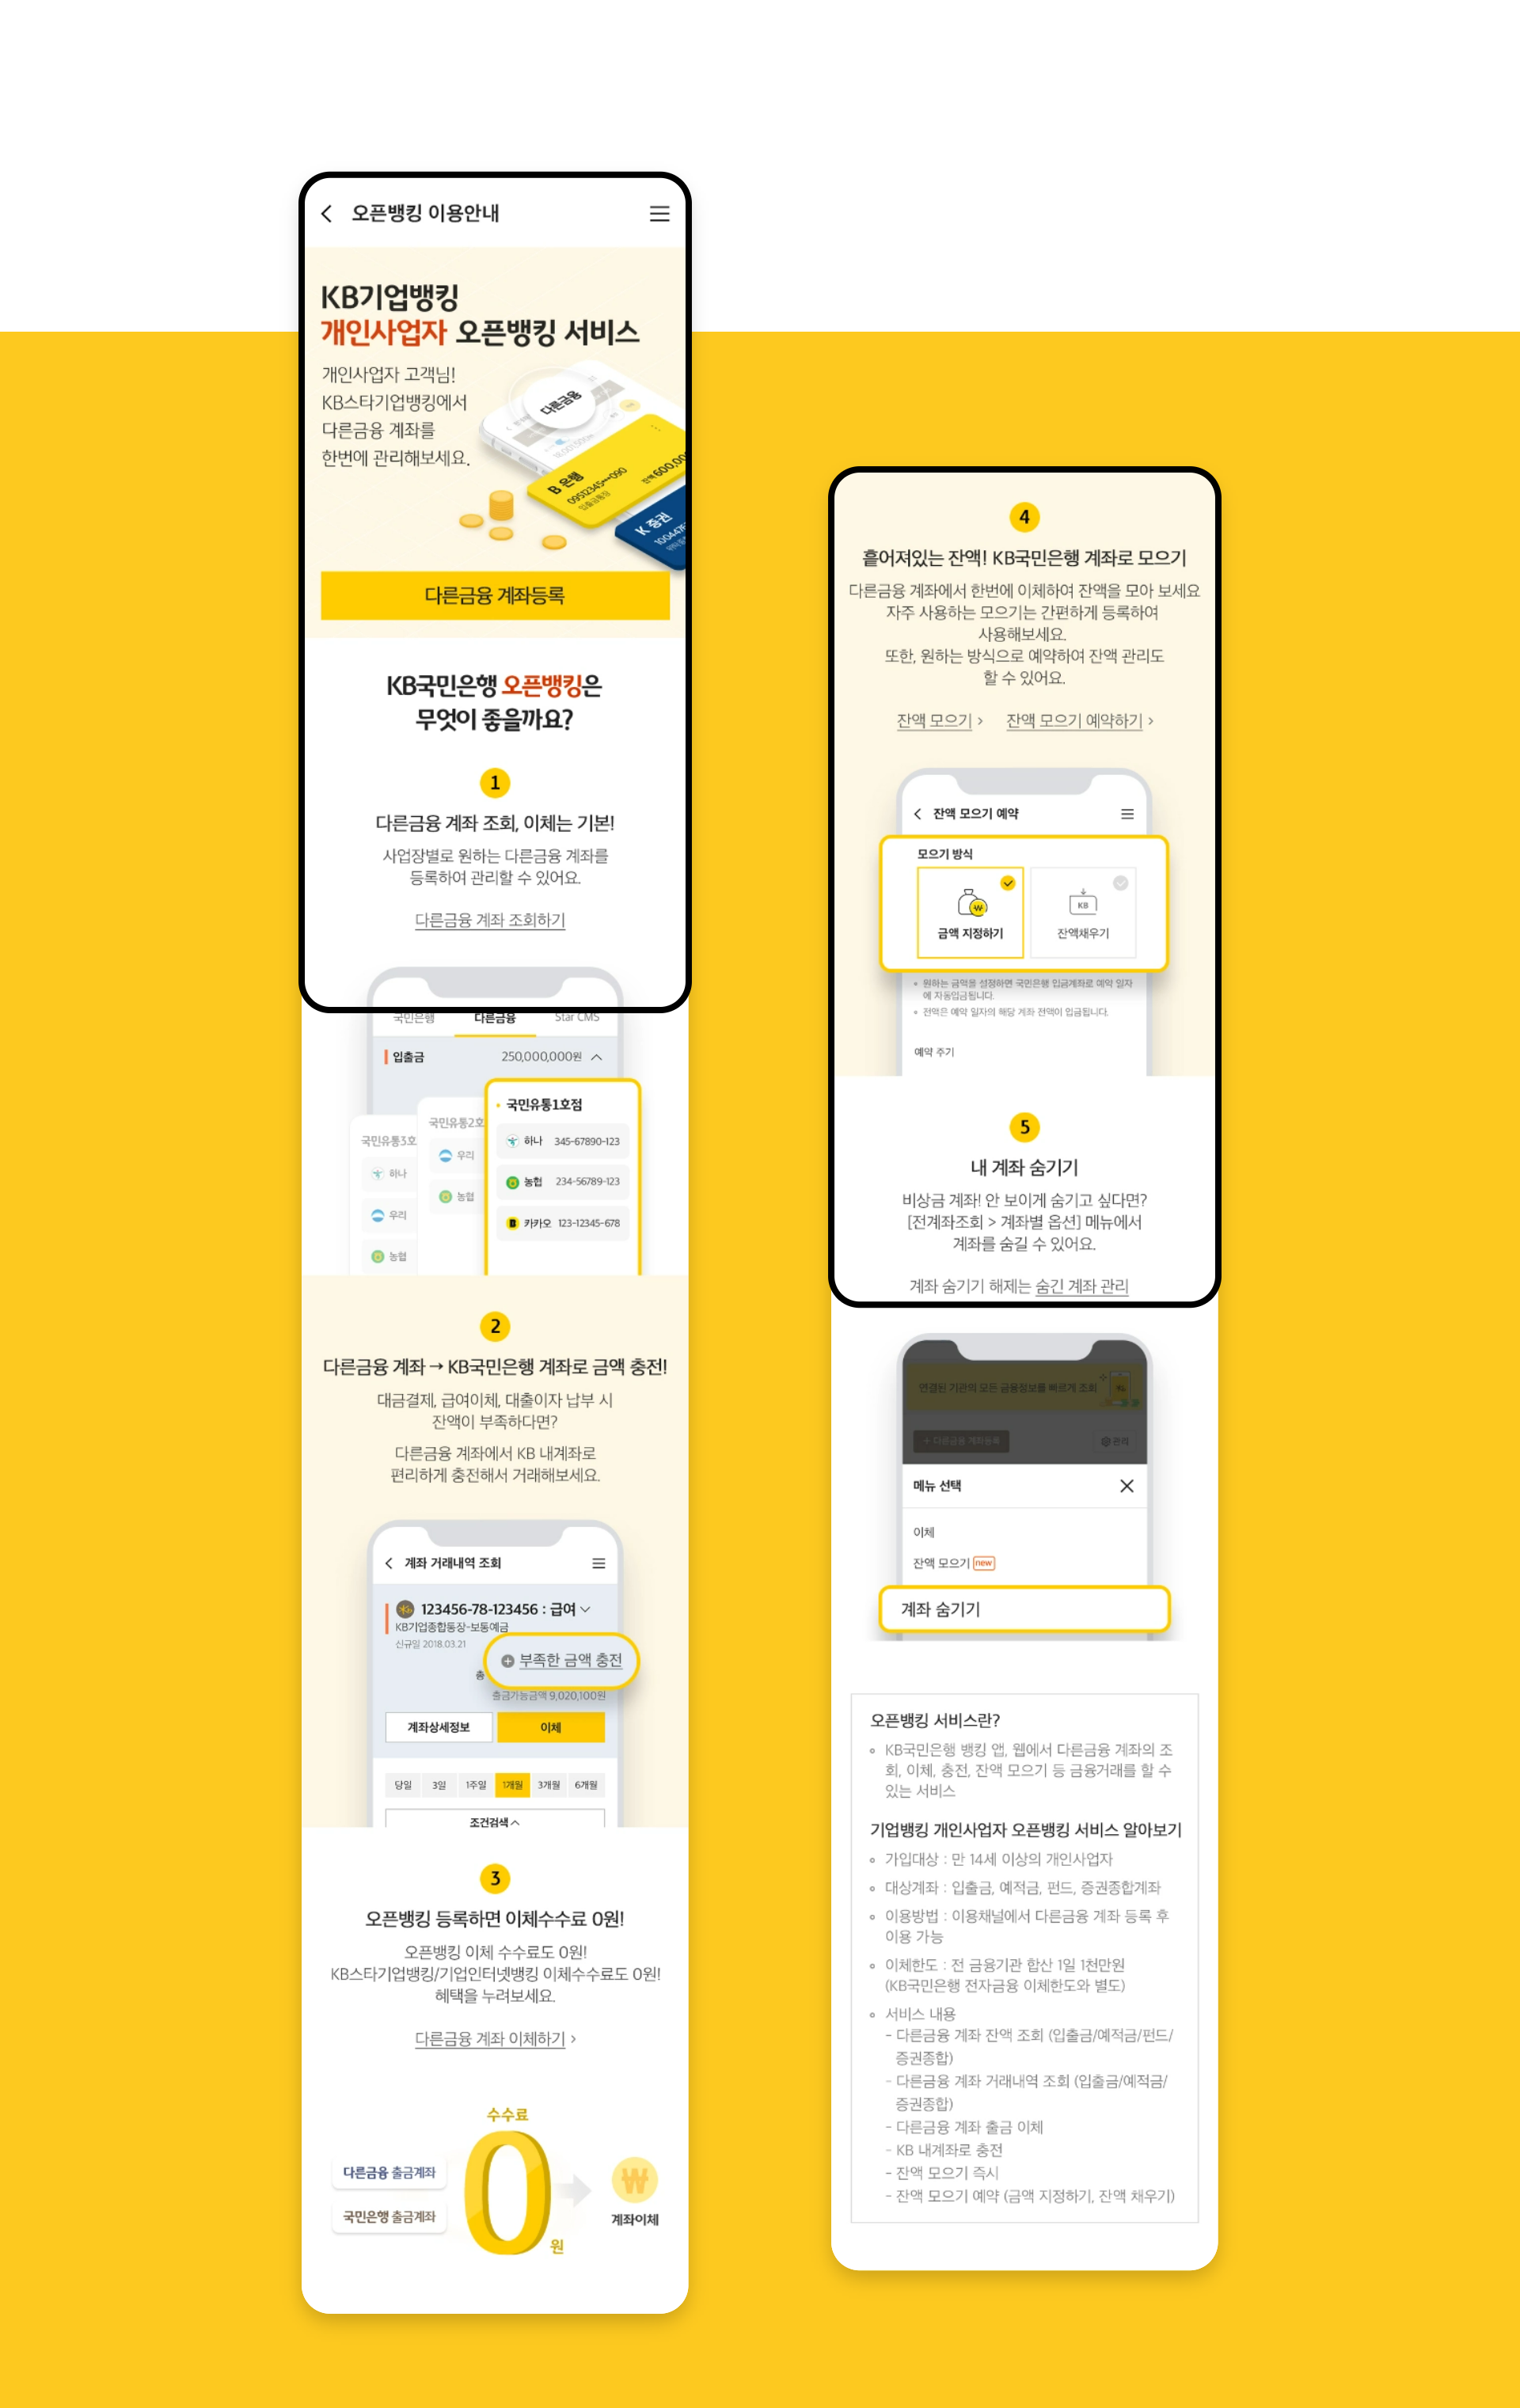 오픈뱅킹 이용안내
KB기업뱅킹
개인사업자 오픈뱅킹 서비스
개인사업자 고객님!
KB스타기업뱅킹에서
다른금융 계좌를
한번에 관리해보세요.
다른금융
B 은행
입출금통장
잔액 600,00
K 증권
다른금융 계좌등록
KB국민은행 오픈뱅킹은
무엇이 좋을까요?
1
다른금융 계좌 조회, 이체는 기본!
사업장별로 원하는 다른금융 계좌를
등록하여 관리할 수 있어요.
다른금융 계좌 조회하기
국민은행 다른금융 Star CMS
입출금 250,000,000원
국민유통1호점
하나 345-67890-123
농협 234-56789-123
카카오 123-12345-678
국민유통2호
우리
농협
국민유통3호
하나
우리
농협
2
다른금융 계좌 → KB국민은행 계좌로 금액 충전!
대금결제, 급여이체, 대출이자 납부 시
잔액이 부족하다면?
다른금융 계좌에서 KB 내계좌로
편리하게 충전해서 거래해보세요.
계좌 거래내역 조회
123456-78-123456 : 급여
KB기업종합통장-보통예금
신규일 2018.03.21
부족한 금액 충전
총
출금가능금액 9,020,100원
계좌상세정보 이체
당일 3일 1주일 1개월 3개월 6개월
조건검색
3
오픈뱅킹 등록하면 이체수수료 0원!
오픈뱅킹 이체 수수료도 0원!
KB스타기업뱅킹/기업인터넷뱅킹 이체수수료도 0원!
혜택을 누려보세요.
다른금융 계좌 이체하기 >
수수료
0
원
다른금융 출금계좌
국민은행 출금계좌
계좌이체
4
흩어져있는 잔액! KB국민은행 계좌로 모으기
다른금융 계좌에서 한번에 이체하여 잔액을 모아 보세요
자주 사용하는 모으기는 간편하게 등록하여
사용해보세요.
또한, 원하는 방식으로 예약하여 잔액 관리도
할 수 있어요.
잔액 모으기 > 잔액 모으기 예약하기 >
잔액 모으기 예약
모으기 방식
KB
금액 지정하기 잔액채우기
원하는 금액을 설정하면 국민은행 입금계좌로 예약 일자
에 자동입금됩니다.
전액은 예약 일자의 해당 계좌 전액이 입금됩니다.
예약 주기
5
내 계좌 숨기기
비상금 계좌! 안 보이게 숨기고 싶다면?
[전계좌조회 > 계좌별 옵션] 메뉴에서
계좌를 숨길 수 있어요.
계좌 숨기기 해제는 숨긴 계좌 관리
연결된 기관의 모든 금융정보를 빠르게 조회
+ 다른금융 계좌등록 관리
메뉴 선택
이체
잔액 모으기 new
계좌 숨기기
오픈뱅킹 서비스란?
KB국민은행 뱅킹 앱, 웹에서 다른금융 계좌의 조
회, 이체, 충전, 잔액 모으기 등 금융거래를 할 수
있는 서비스
기업뱅킹 개인사업자 오픈뱅킹 서비스 알아보기
가입대상 : 만 14세 이상의 개인사업자
대상계좌 : 입출금, 예적금, 펀드, 증권종합계좌
이용방법 : 이용채널에서 다른금융 계좌 등록 후
이용 가능
이체한도 : 전 금융기관 합산 1일 1천만원
(KB국민은행 전자금융 이체한도와 별도)
서비스 내용
- 다른금융 계좌 잔액 조회 (입출금/예적금/펀드/
증권종합)
- 다른금융 계좌 거래내역 조회 (입출금/예적금/
증권종합)
- 다른금융 계좌 출금 이체
- KB 내계좌로 충전
- 잔액 모으기 즉시
- 잔액 모으기 예약 (금액 지정하기, 잔액 채우기)